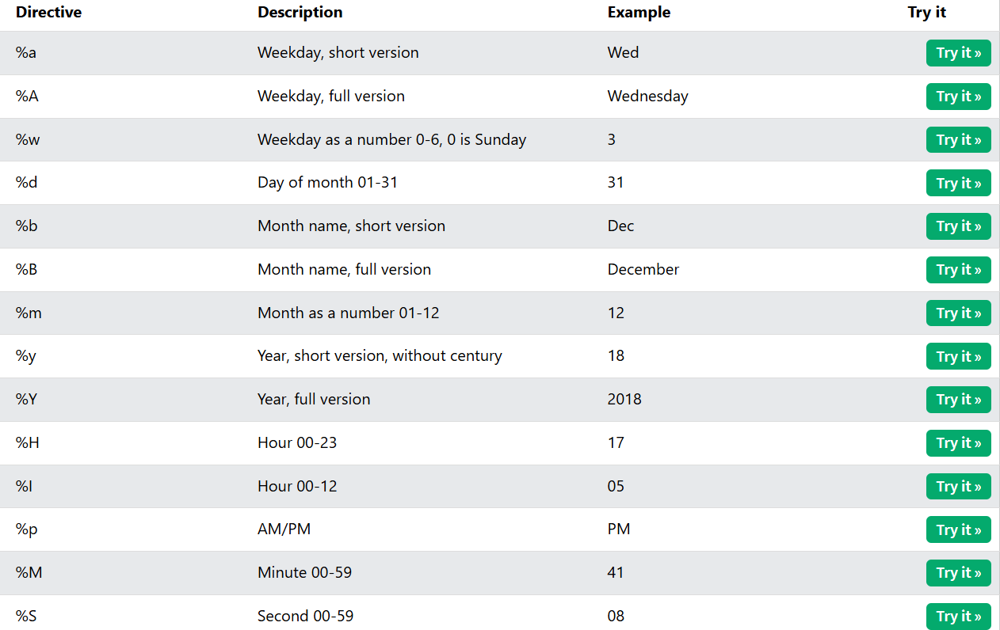 Directive Description Example Try it
%a Weekday, short version Wed Try it »
%A Weekday, full version Wednesday Try it »
%w Weekday as a number 0-6, 0 is Sunday 3 Try it »
%d Day of month 01-31 31 Try it »
%b Month name, short version Dec Try it »
%B Month name, full version December Try it »
%m Month as a number 01-12 12 Try it »
%y Year, short version, without century 18 Try it »
%Y Year, full version 2018 Try it »
%H Hour 00-23 17 Try it »
%I Hour 00-12 05 Try it »
%p AM/PM PM Try it »
%M Minute 00-59 41 Try it »
%S Second 00-59 08 Try it »